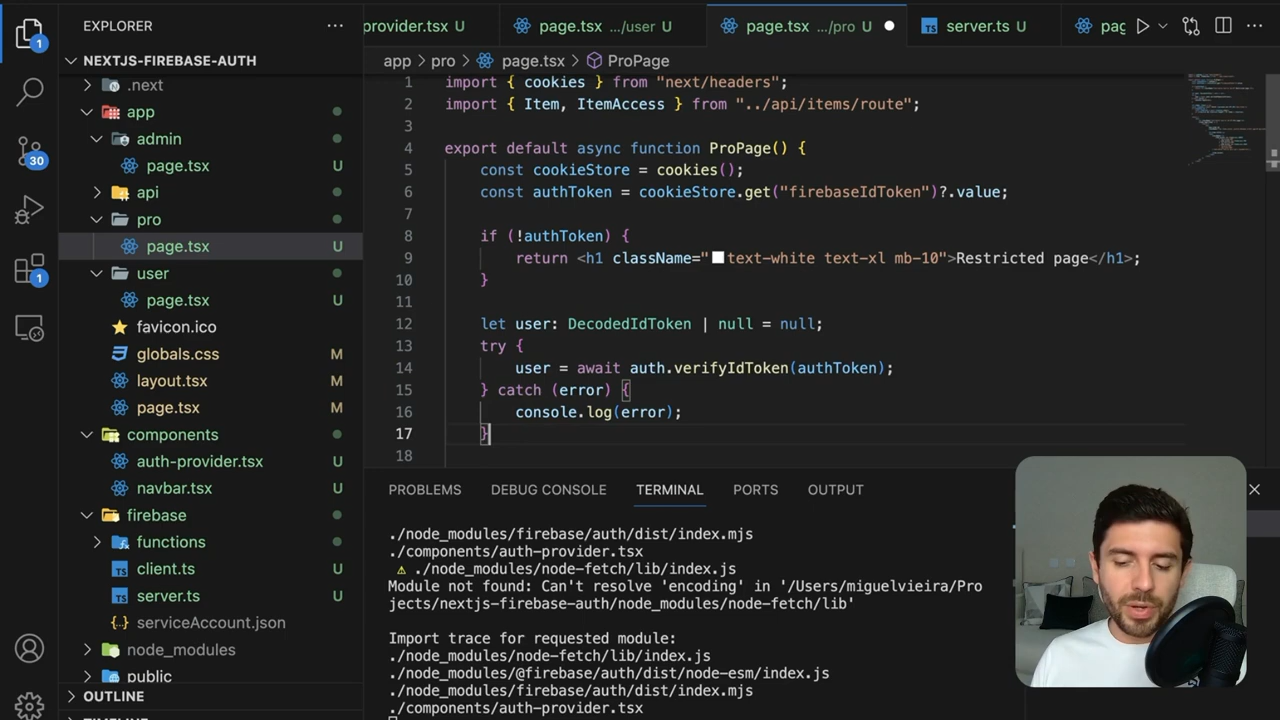 EXPLORER
NEXTJS-FIREBASE-AUTH
.next
app
admin
page.tsx U
api
pro
page.tsx U
user
page.tsx U
favicon.ico
globals.css M
layout.tsx M
page.tsx M
components
auth-provider.tsx U
navbar.tsx U
firebase
functions
client.ts U
server.ts U
serviceAccount.json
node_modules
public
OUTLINE
1
30
1
provider.tsx U
page.tsx .../user U
page.tsx .../pro U
server.ts U
pag
app > pro > page.tsx > ProPage
1 import { cookies } from "next/headers";
2 import { Item, ItemAccess } from "../api/items/route";
3
4 export default async function ProPage() {
5 const cookieStore = cookies();
6 const authToken = cookieStore.get("firebaseIdToken")?.value;
7
8 if (!authToken) {
9 return <h1 className="text-white text-xl mb-10">Restricted page</h1>;
10 }
11
12 let user: DecodedIdToken | null = null;
13 try {
14 user = await auth.verifyIdToken(authToken);
15 } catch (error) {
16 console.log(error);
17 }
18
PROBLEMS DEBUG CONSOLE TERMINAL PORTS OUTPUT
./node_modules/firebase/auth/dist/index.mjs
./components/auth-provider.tsx
⚠ ./node_modules/node-fetch/lib/index.js
Module not found: Can't resolve 'encoding' in '/Users/miguelvieira/Pro
jects/nextjs-firebase-auth/node_modules/node-fetch/lib'
Import trace for requested module:
./node_modules/node-fetch/lib/index.js
./node_modules/@firebase/auth/dist/node-esm/index.js
./node_modules/firebase/auth/dist/index.mjs
./components/auth-provider.tsx